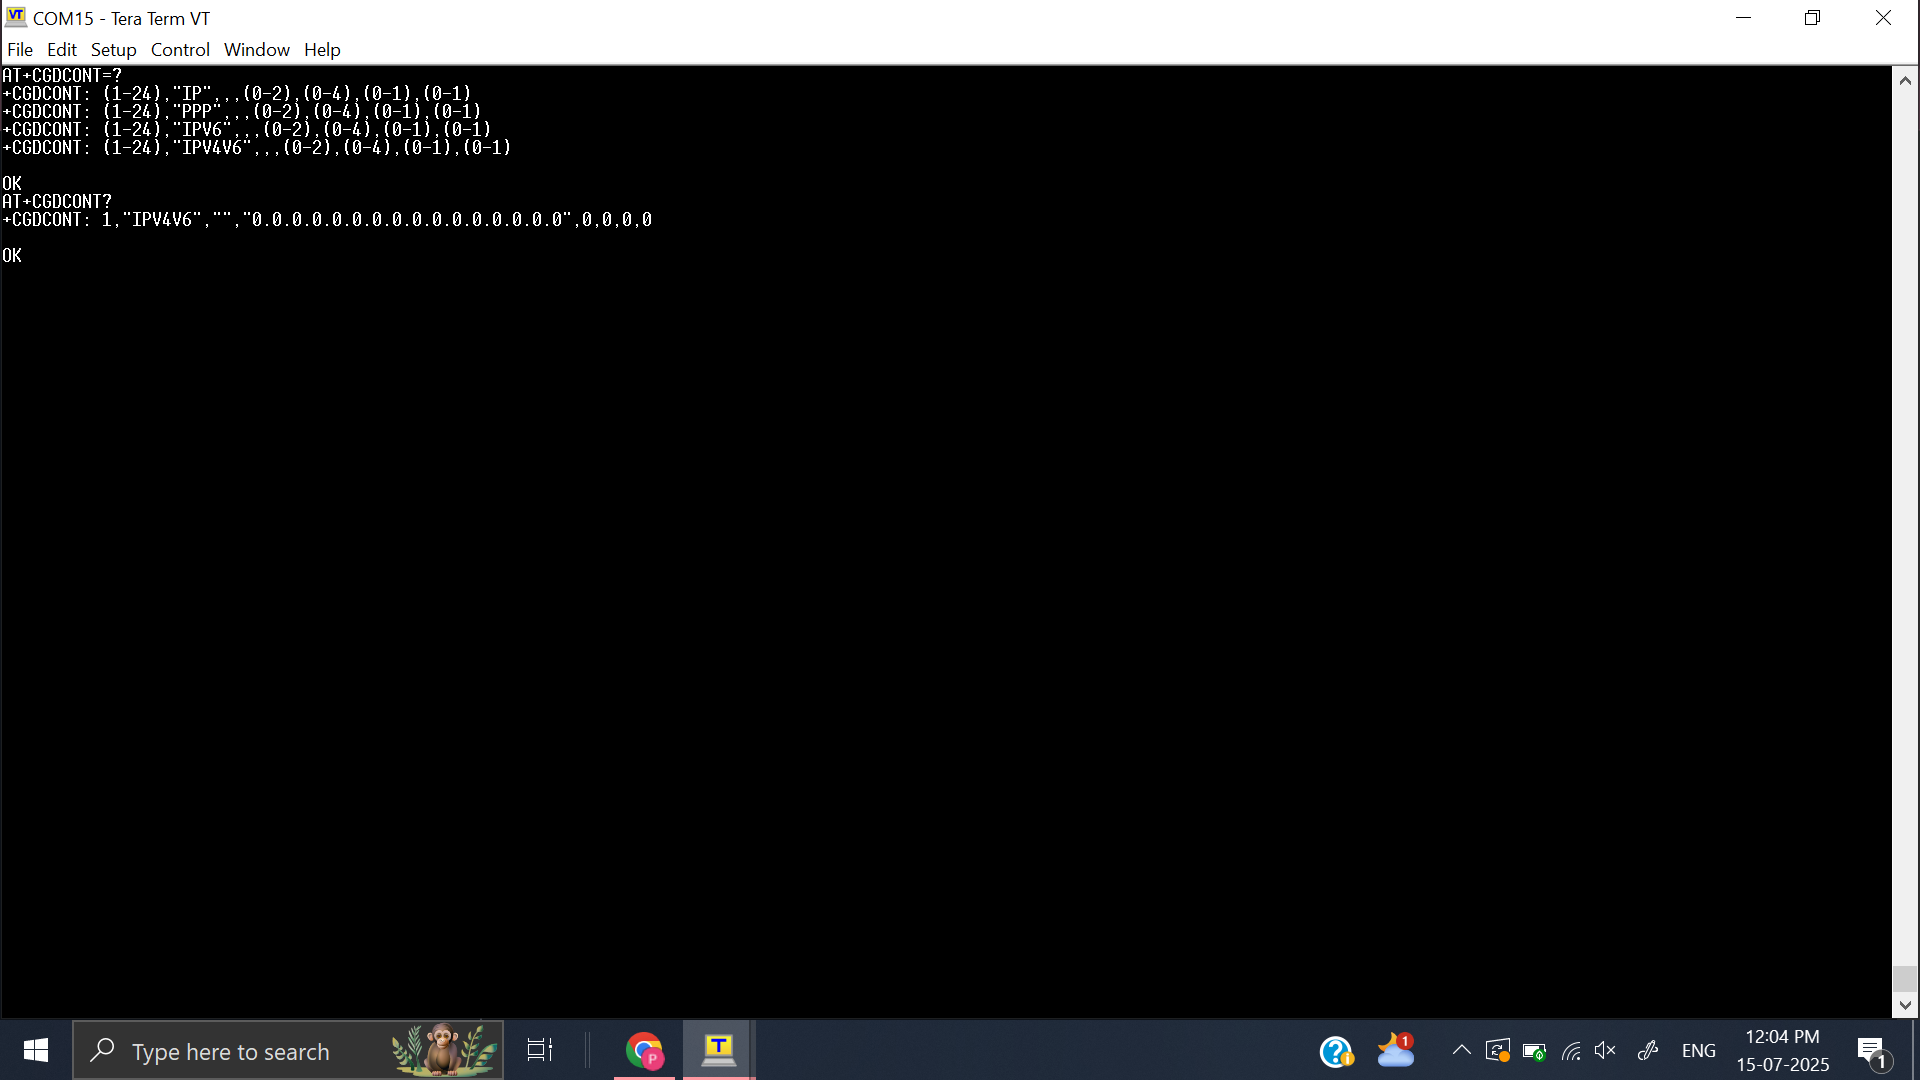 COM15 - Tera Term VT
File Edit Setup Control Window Help
AT+CGDCONT=?
+CGDCONT: (1-24),"IP",,,(0-2),(0-4),(0-1),(0-1)
+CGDCONT: (1-24),"PPP",,,(0-2),(0-4),(0-1),(0-1)
+CGDCONT: (1-24),"IPV6",,,(0-2),(0-4),(0-1),(0-1)
+CGDCONT: (1-24),"IPV4V6",,,(0-2),(0-4),(0-1),(0-1)
OK
AT+CGDCONT?
+CGDCONT: 1,"IPV4V6","","0.0.0.0.0.0.0.0.0.0.0.0.0.0.0.0",0,0,0,0
OK
Type here to search
P
T
1
ENG
12:04 PM
15-07-2025
1